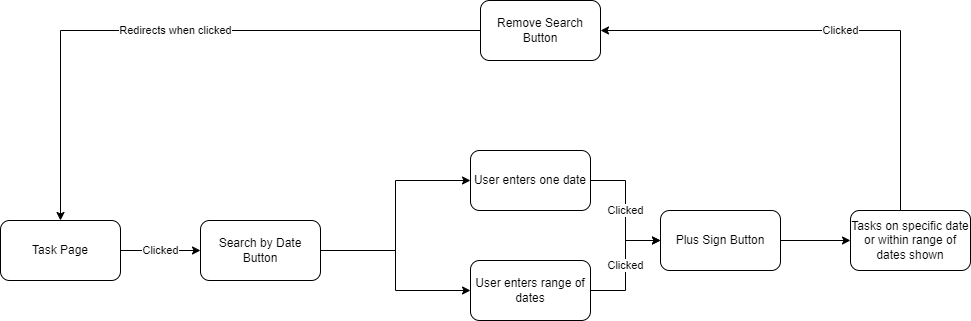 Remove Search
Button
Redirects when clicked
Clicked
User enters one date
Clicked
Task Page
Clicked
Search by Date
Button
Plus Sign Button
Tasks on specific date
or within range of
dates shown
Clicked
User enters range of
dates